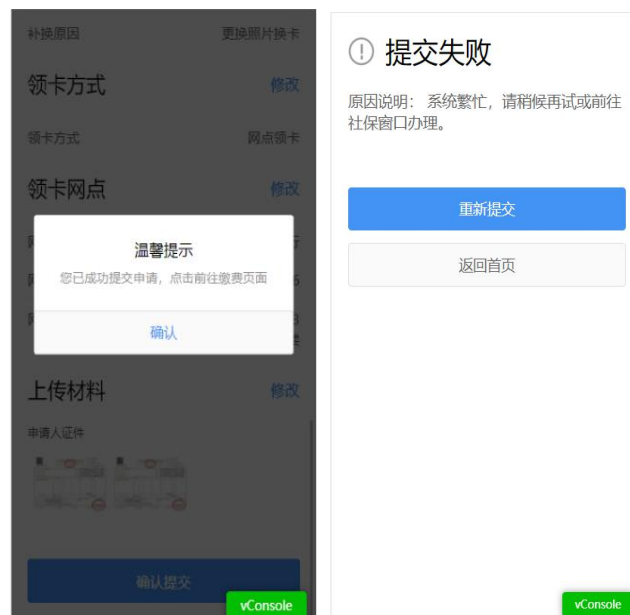 补换原因
更换照片换卡
领卡方式
修改
领卡方式
网点领卡
领卡网点
修改
温馨提示
您已成功提交申请，点击前往缴费页面
确认
上传材料
修改
申请人证件
确认提交
vConsole
提交失败
原因说明： 系统繁忙，请稍候再试或前往
社保窗口办理。
重新提交
返回首页
vConsole